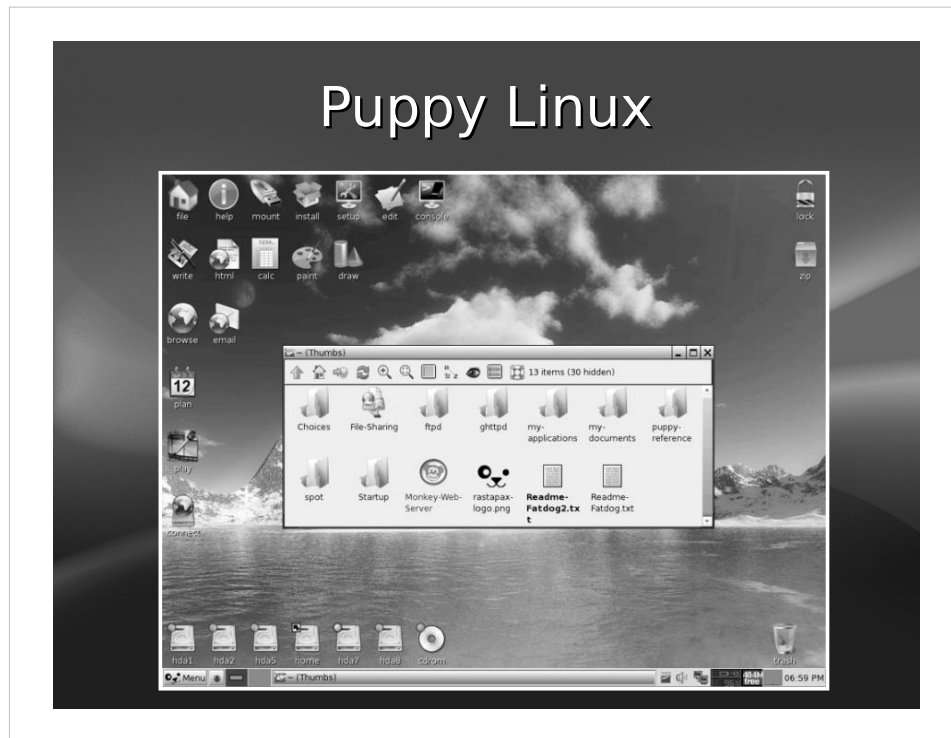 Puppy Linux
file help mount install setup edit console lock
write html calc paint draw zip
browse email
~ (Thumbs)
13 items (30 hidden)
12
plan
Choices File-Sharing ftpd ghttpd my-applications my-documents puppy-reference
play
spot Startup Monkey-Web-Server rastapax-logo.png Readme-Fatdog2.txt Readme-Fatdog.txt
connect
hda1 hda2 hda5 home hda7 hda8 cdrom trash
Menu ~ (Thumbs) 484M free 06:59 PM